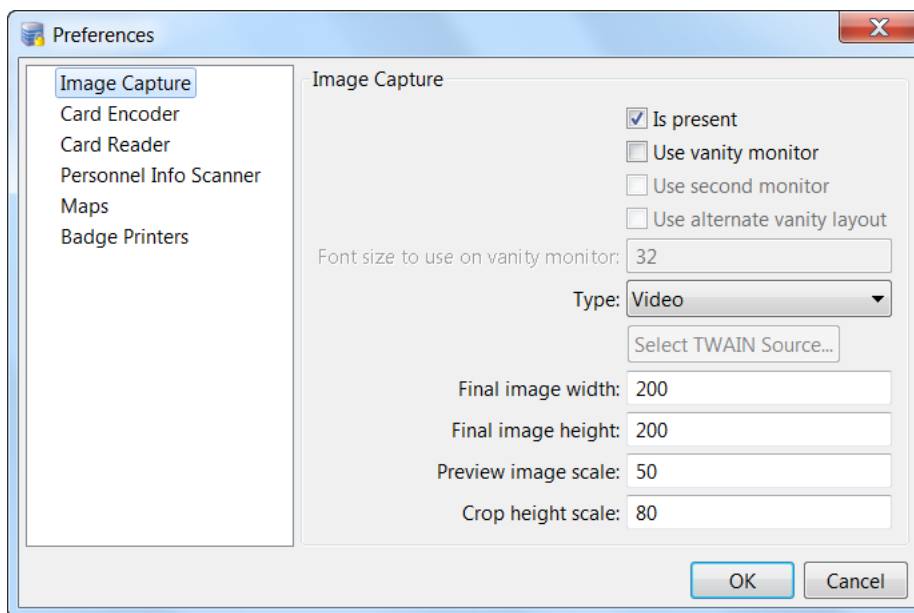 Preferences
Image Capture
Card Encoder
Card Reader
Personnel Info Scanner
Maps
Badge Printers
Image Capture
Is present
Use vanity monitor
Use second monitor
Use alternate vanity layout
Font size to use on vanity monitor: 32
Type: Video
Select TWAIN Source...
Final image width: 200
Final image height: 200
Preview image scale: 50
Crop height scale: 80
OK Cancel